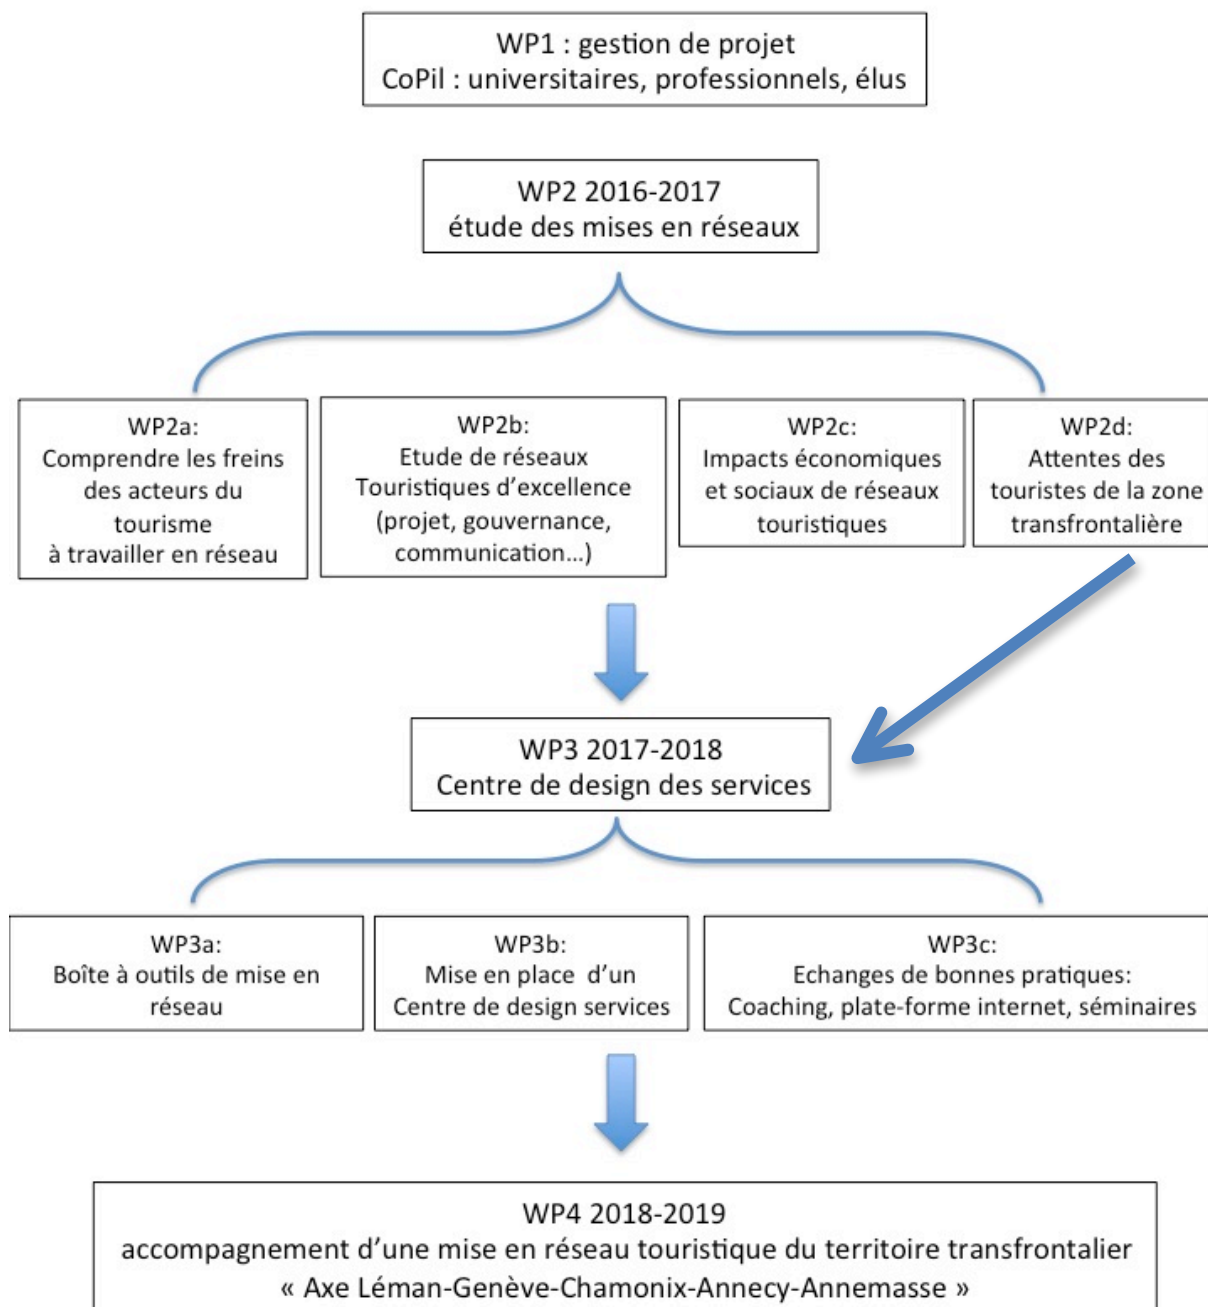 WP1 : gestion de projet
CoPil : universitaires, professionnels, élus
WP2 2016-2017
étude des mises en réseaux
WP2a:
Comprendre les freins
des acteurs du
tourisme
à travailler en réseau
WP2b:
Etude de réseaux
Touristiques d’excellence
(projet, gouvernance,
communication…)
WP2c:
Impacts économiques
et sociaux de réseaux
touristiques
WP2d:
Attentes des
touristes de la zone
transfrontalière
WP3 2017-2018
Centre de design des services
WP3a:
Boîte à outils de mise en
réseau
WP3b:
Mise en place d’un
Centre de design services
WP3c:
Echanges de bonnes pratiques:
Coaching, plate-forme internet, séminaires
WP4 2018-2019
accompagnement d’une mise en réseau touristique du territoire transfrontalier
« Axe Léman-Genève-Chamonix-Annecy-Annemasse »